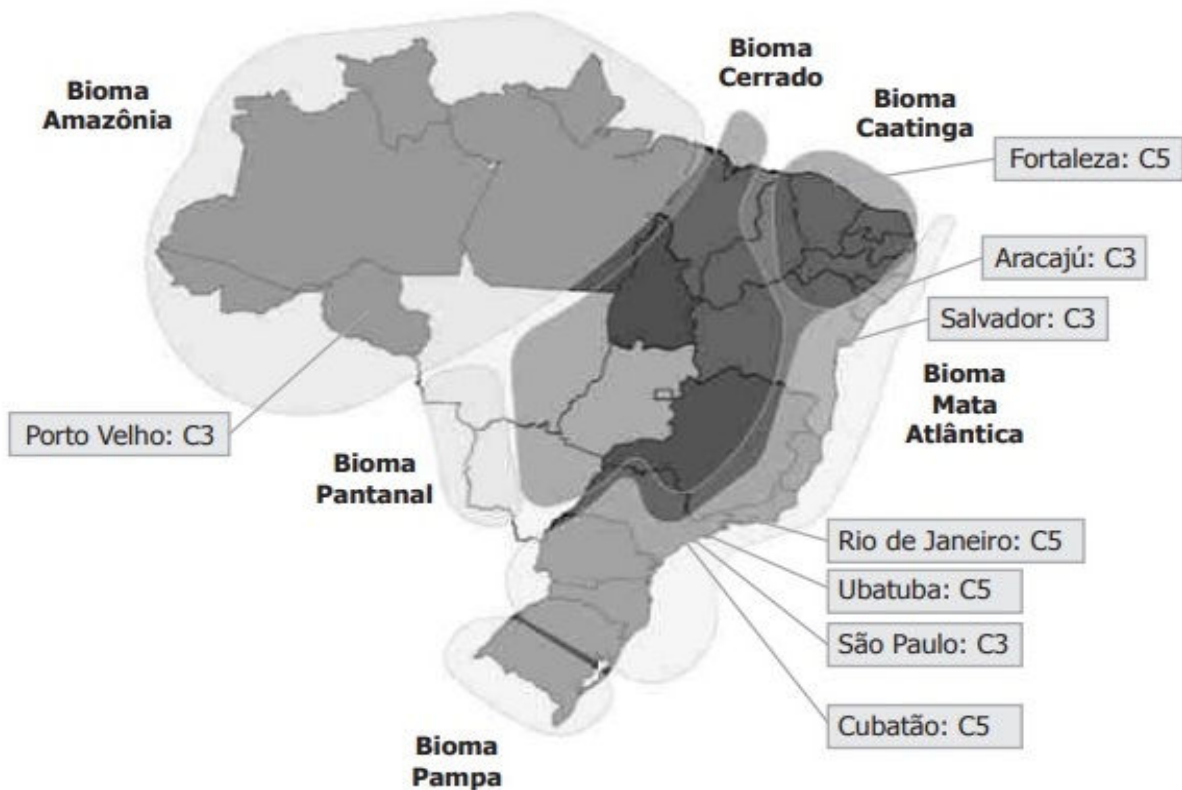 Bioma
Cerrado
Bioma
Amazônia
Bioma
Caatinga
Fortaleza: C5
Aracajú: C3
Salvador: C3
Bioma
Mata
Atlântica
Porto Velho: C3
Bioma
Pantanal
Rio de Janeiro: C5
Ubatuba: C5
São Paulo: C3
Cubatão: C5
Bioma
Pampa